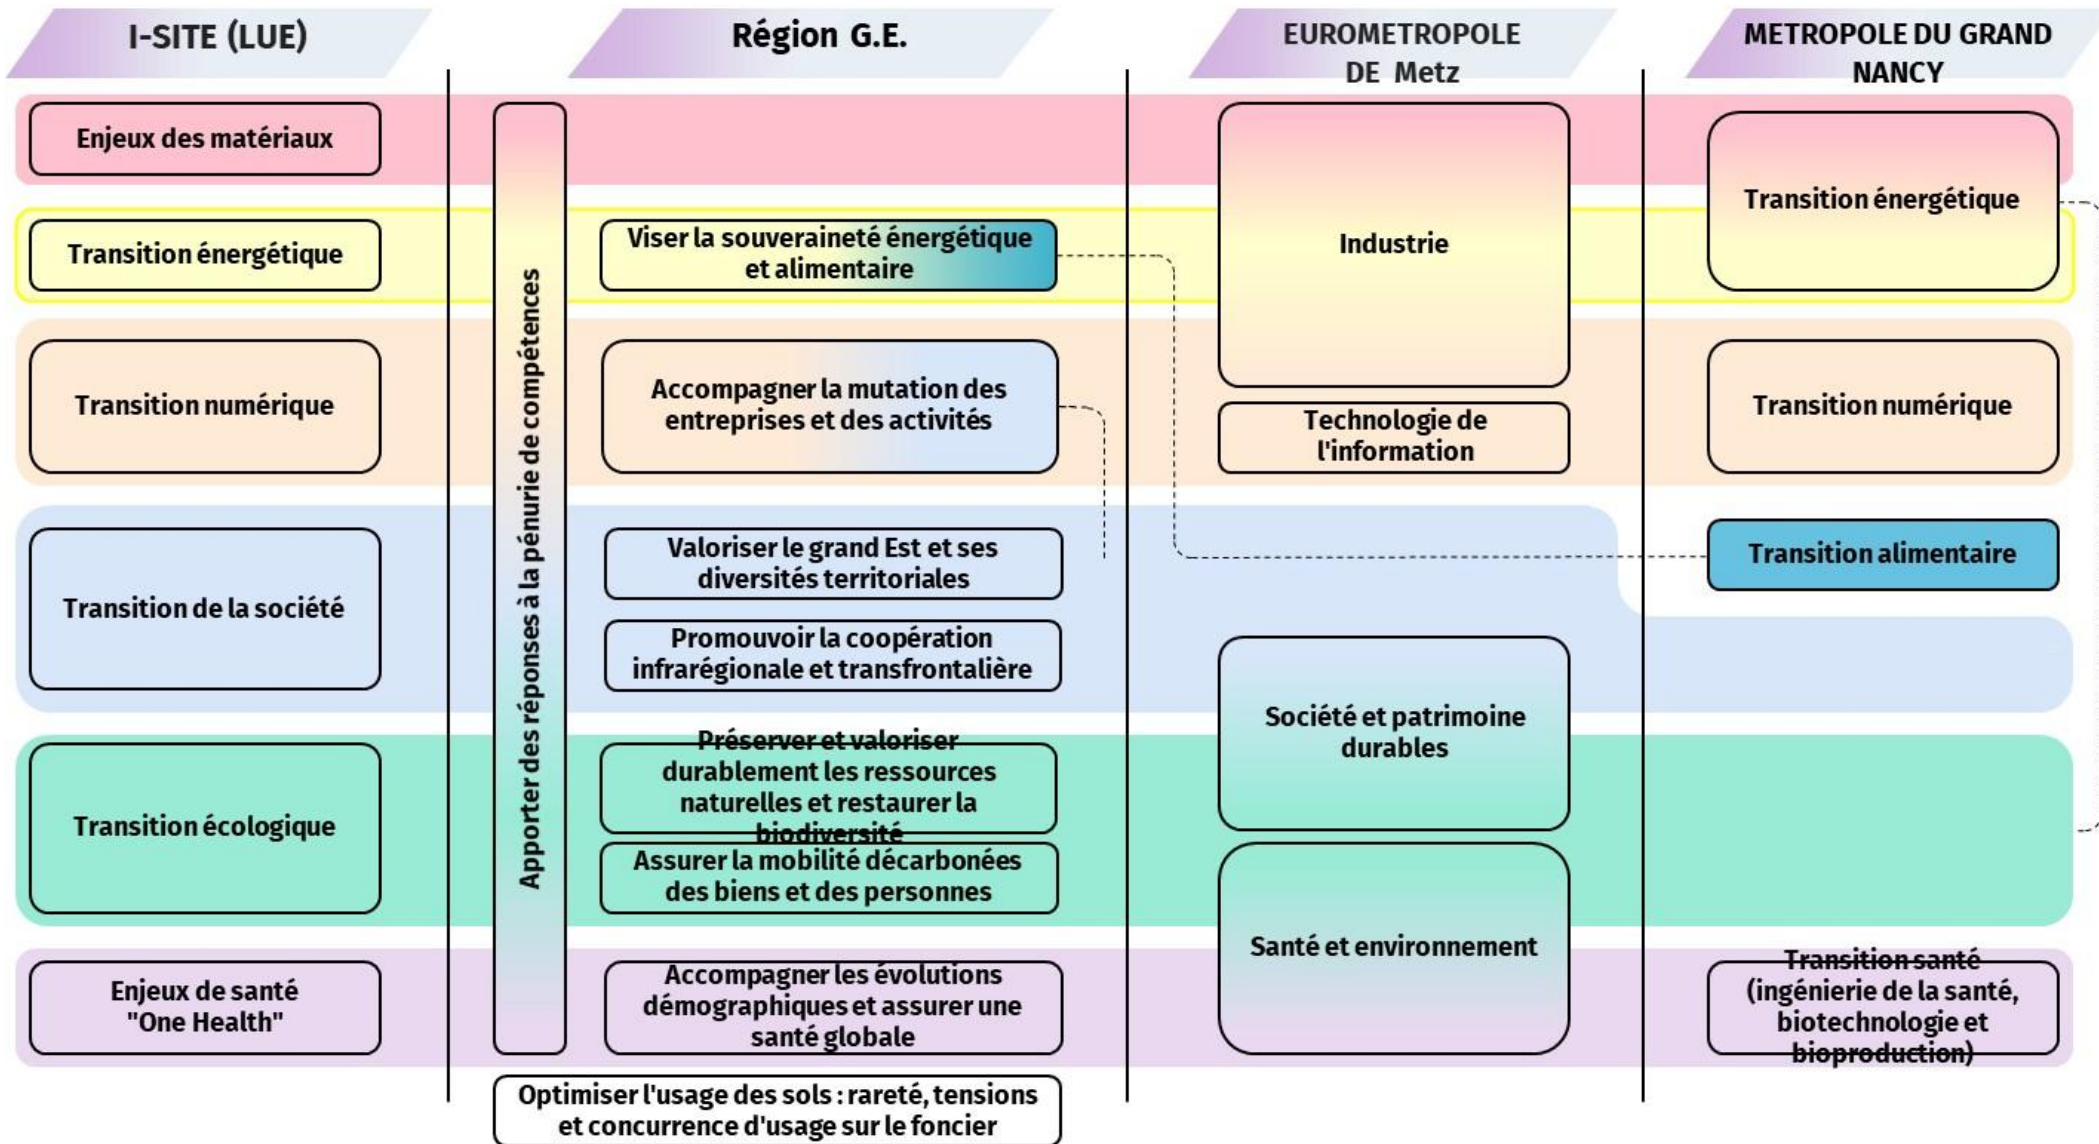 I-SITE (LUE)
Région G.E.
EUROMETROPOLE
DE Metz
METROPOLE DU GRAND
NANCY
Enjeux des matériaux
Transition énergétique
Transition numérique
Transition de la société
Transition écologique
Enjeux de santé
"One Health"
Apporter des réponses à la pénurie de compétences
Viser la souveraineté énergétique
et alimentaire
Accompagner la mutation des
entreprises et des activités
Valoriser le grand Est et ses
diversités territoriales
Promouvoir la coopération
infrarégionale et transfrontalière
Préserver et valoriser
durablement les ressources
naturelles et restaurer la
biodiversité
Assurer la mobilité décarbonées
des biens et des personnes
Accompagner les évolutions
démographiques et assurer une
santé globale
Optimiser l'usage des sols : rareté, tensions
et concurrence d'usage sur le foncier
Industrie
Technologie de
l'information
Société et patrimoine
durables
Santé et environnement
Transition énergétique
Transition numérique
Transition alimentaire
Transition santé
(ingénierie de la santé,
biotechnologie et
bioproduction)